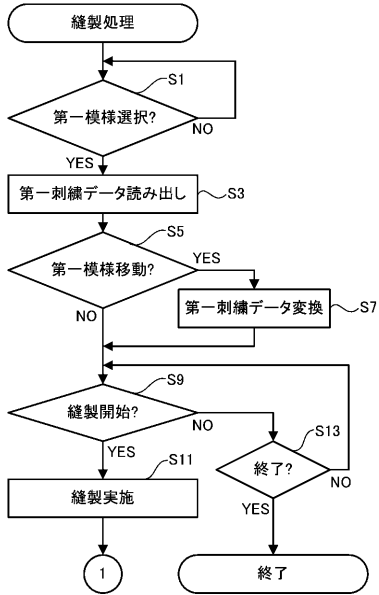 縫製処理
S1
第一模様選択?
NO
YES
第一刺繍データ読み出し
S3
S5
第一模様移動?
YES
NO
第一刺繍データ変換
S7
S9
縫製開始?
NO
YES
S13
終了?
NO
YES
S11
縫製実施
1
終了